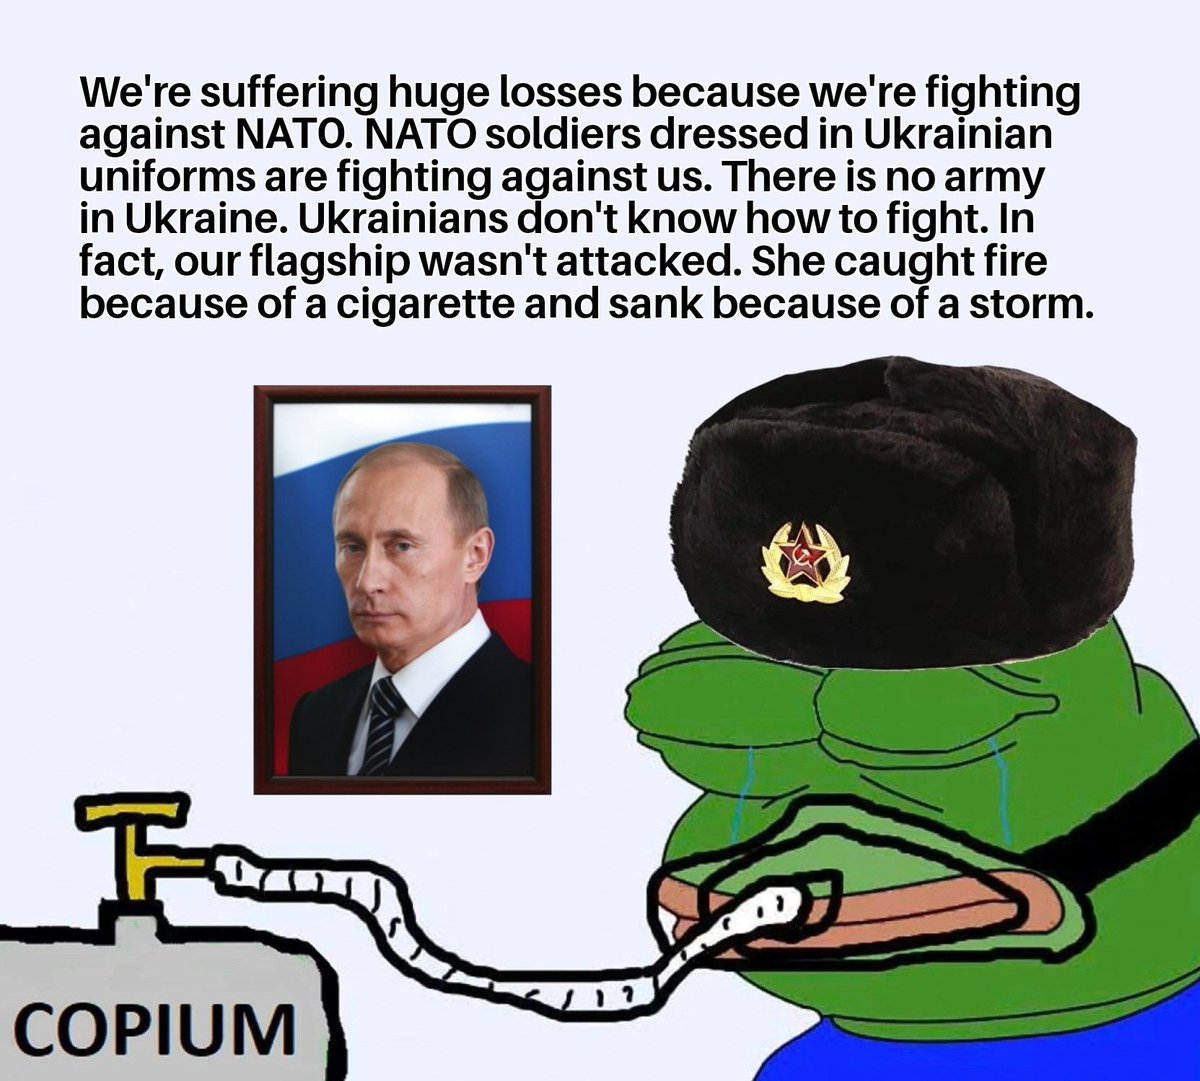 We're suffering huge losses because we're fighting
against NATO. NATO soldiers dressed in Ukrainian
uniforms are fighting against us. There is no army
in Ukraine. Ukrainians don't know how to fight. In
fact, our flagship wasn't attacked. She caught fire
because of a cigarette and sank because of a storm.
COPIUM